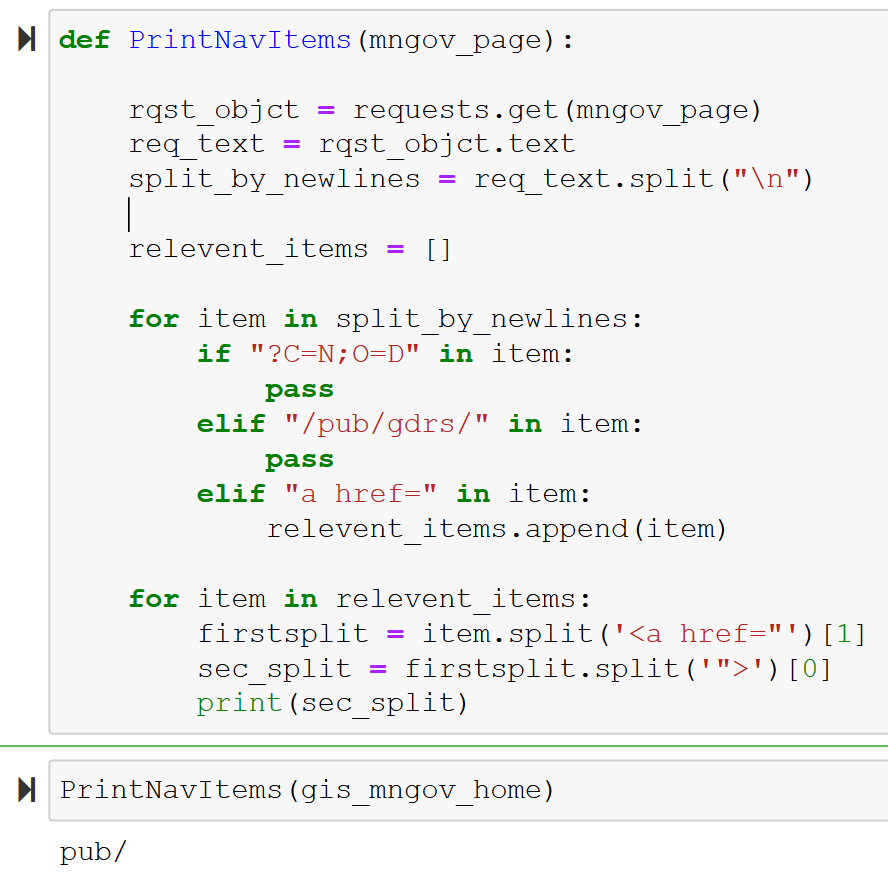 def PrintNavItems(mngov_page):
    rqst_objct = requests.get(mngov_page)
    req_text = rqst_objct.text
    split_by_newlines = req_text.split("\n")
    relevent_items = []
    for item in split_by_newlines:
        if "?C=N;O=D" in item:
            pass
        elif "/pub/gdrs/" in item:
            pass
        elif "a href=" in item:
            relevent_items.append(item)
    for item in relevent_items:
        firstsplit = item.split('<a href="')[1]
        sec_split = firstsplit.split('">')[0]
        print(sec_split)
PrintNavItems(gis_mngov_home)
pub/